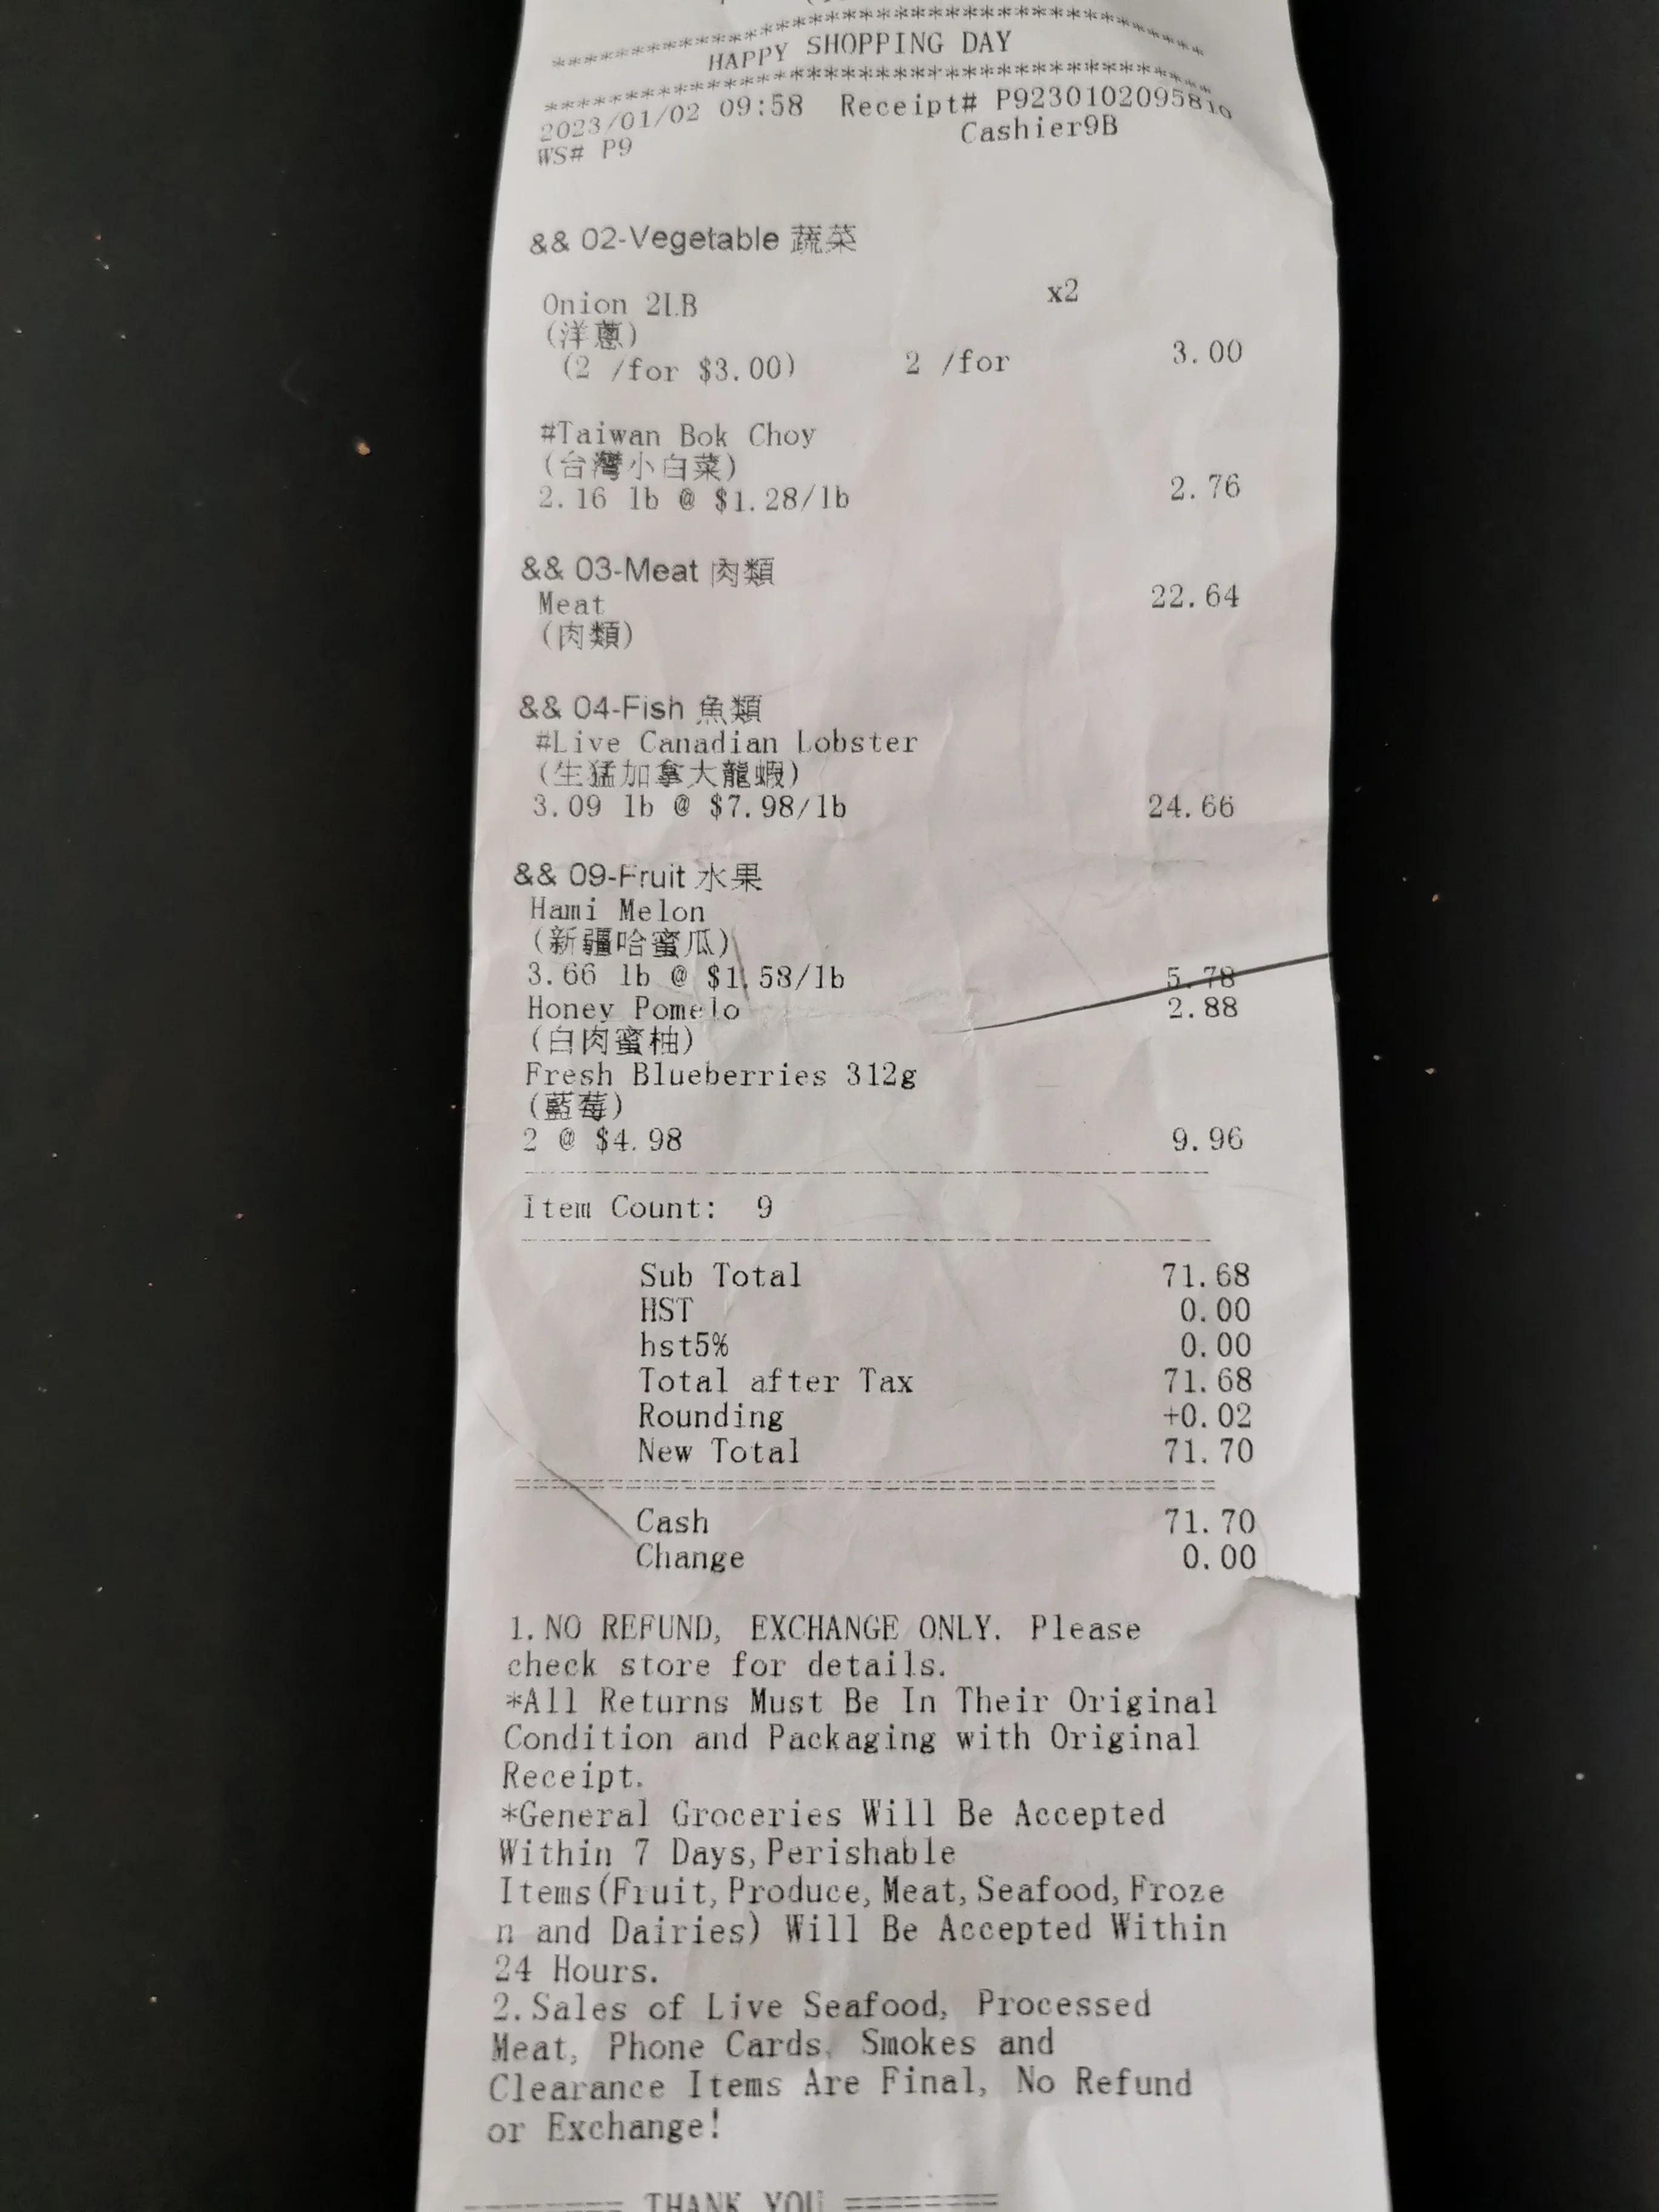 ************************************
HAPPY SHOPPING DAY
************************************
2023/01/02 09:58 Receipt# P9230102095810
WS# P9 Cashier9B
&& 02-Vegetable 蔬菜
Onion 2LB x2
(洋蔥)
(2 /for $3.00) 2 /for 3.00
#Taiwan Bok Choy
(台灣小白菜)
2.16 lb @ $1.28/lb 2.76
&& 03-Meat 肉類
Meat 22.64
(肉類)
&& 04-Fish 魚類
#Live Canadian Lobster
(生猛加拿大龍蝦)
3.09 lb @ $7.98/lb 24.66
&& 09-Fruit 水果
Hami Melon
(新疆哈蜜瓜)
3.66 lb @ $1.58/lb 5.78
Honey Pomelo 2.88
(白肉蜜柚)
Fresh Blueberries 312g
(藍莓)
2 @ $4.98 9.96
Item Count: 9
Sub Total 71.68
HST 0.00
hst5% 0.00
Total after Tax 71.68
Rounding +0.02
New Total 71.70
Cash 71.70
Change 0.00
1.NO REFUND, EXCHANGE ONLY. Please
check store for details.
*All Returns Must Be In Their Original
Condition and Packaging with Original
Receipt.
*General Groceries Will Be Accepted
Within 7 Days,Perishable
Items(Fruit,Produce,Meat,Seafood,Froze
n and Dairies) Will Be Accepted Within
24 Hours.
2.Sales of Live Seafood, Processed
Meat, Phone Cards, Smokes and
Clearance Items Are Final, No Refund
or Exchange!
======== THANK YOU ========